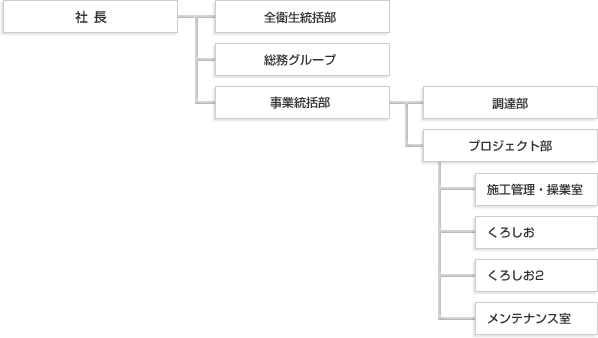 社 長
全衛生統括部
総務グループ
事業統括部
調達部
プロジェクト部
施工管理・操業室
くろしお
くろしお2
メンテナンス室